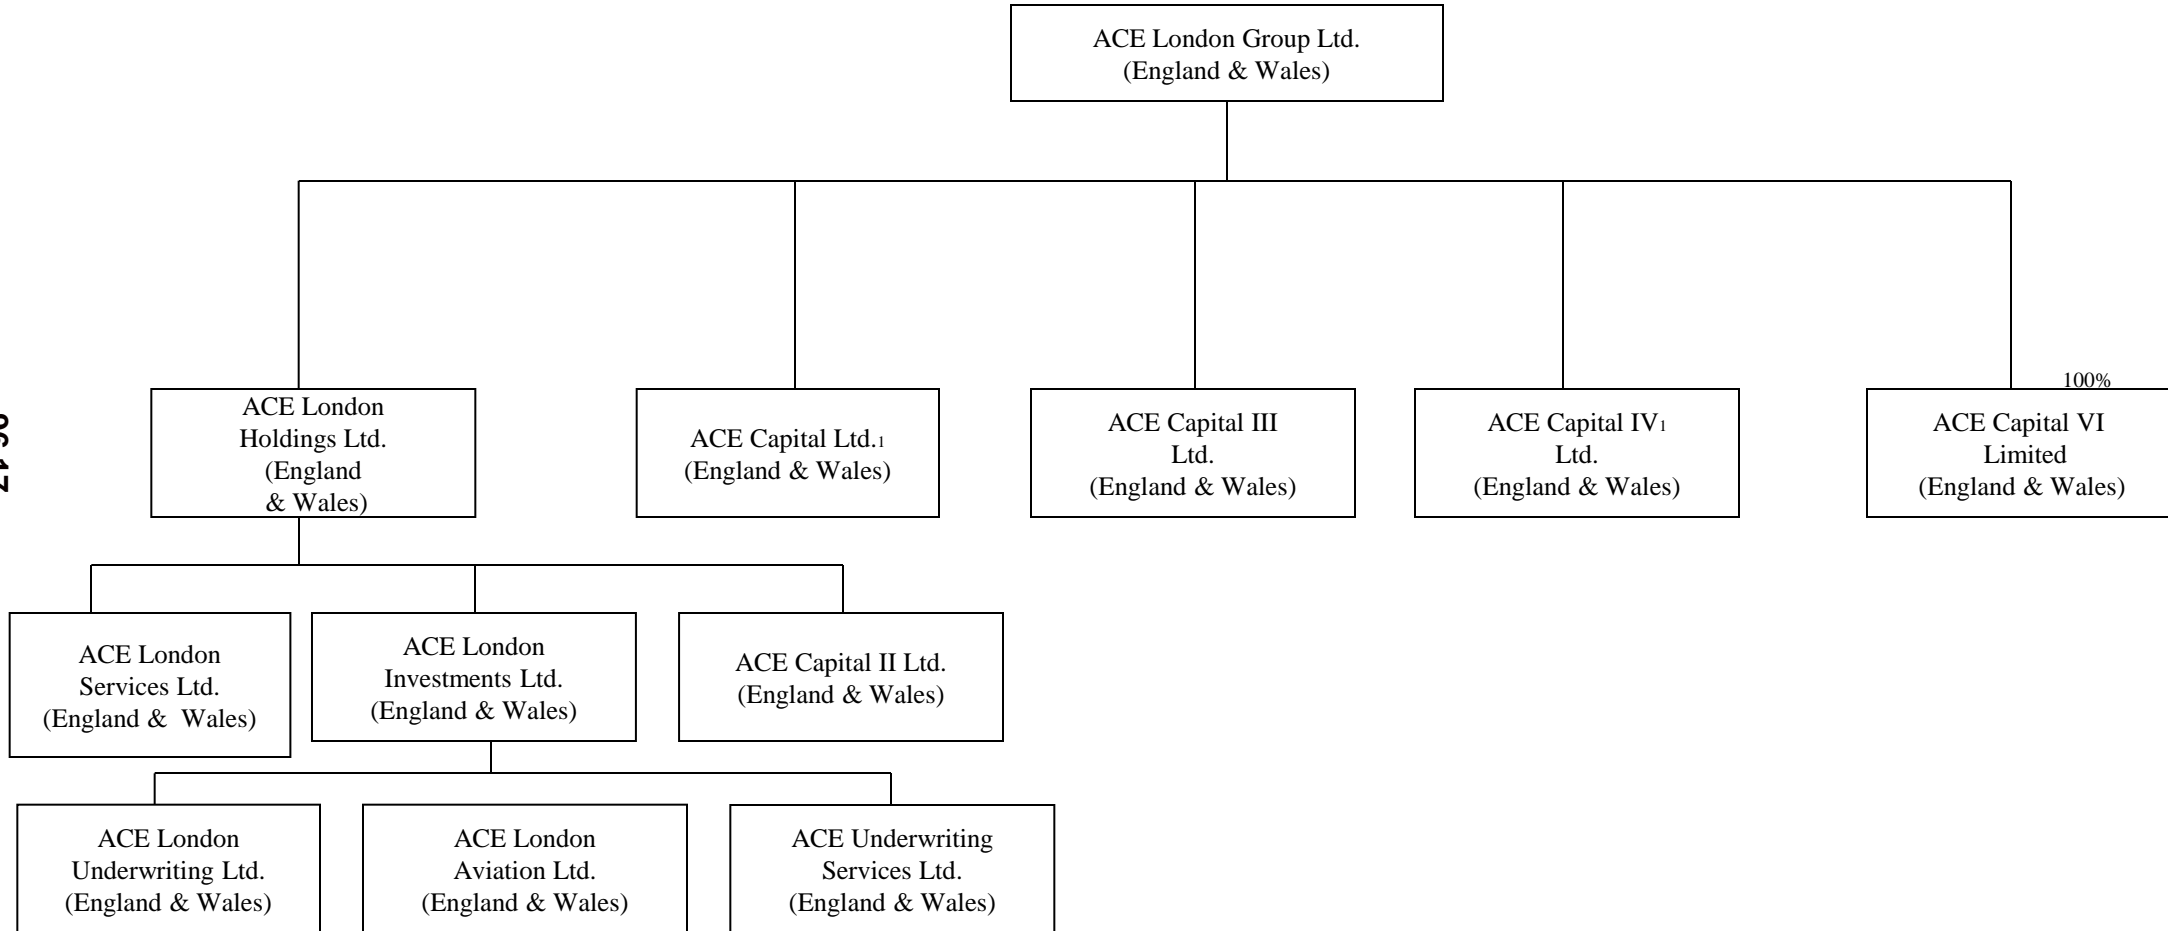 ACE London Group Ltd.
(England & Wales)
100%
ACE London
Holdings Ltd.
(England
& Wales)
ACE Capital Ltd.1
(England & Wales)
ACE Capital III
Ltd.
(England & Wales)
ACE Capital IV1
Ltd.
(England & Wales)
ACE Capital VI
Limited
(England & Wales)
ACE London
Services Ltd.
(England &  Wales)
ACE London
Investments Ltd.
(England & Wales)
ACE Capital II Ltd.
(England & Wales)
ACE London
Underwriting Ltd.
(England & Wales)
ACE London
Aviation Ltd.
(England & Wales)
ACE Underwriting
Services Ltd.
(England & Wales)